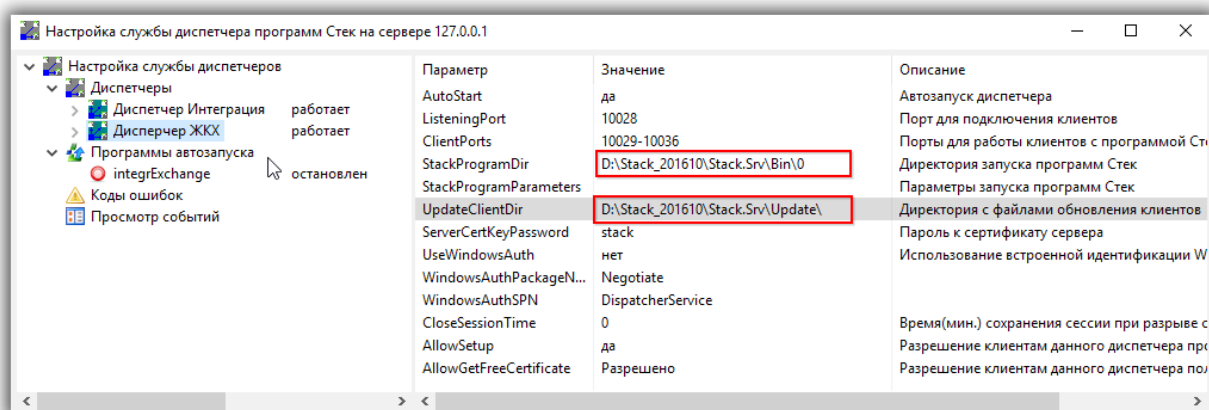 Настройка службы диспетчера программ Стек на сервере 127.0.0.1
Настройка службы диспетчеров
Диспетчеры
Диспетчер Интеграция работает
Дисперчер ЖКХ работает
Программы автозапуска
integrExchange остановлен
Коды ошибок
Просмотр событий
Параметр Значение Описание
AutoStart да Автозапуск диспетчера
ListeningPort 10028 Порт для подключения клиентов
ClientPorts 10029-10036 Порты для работы клиентов с программой Сте
StackProgramDir D:\Stack_201610\Stack.Srv\Bin\0 Директория запуска программ Стек
StackProgramParameters Параметры запуска программ Стек
UpdateClientDir D:\Stack_201610\Stack.Srv\Update\ Директория с файлами обновления клиентов
ServerCertKeyPassword stack Пароль к сертификату сервера
UseWindowsAuth нет Использование встроенной идентификации W
WindowsAuthPackageN... Negotiate
WindowsAuthSPN DispatcherService
CloseSessionTime 0 Время(мин.) сохранения сессии при разрыве с
AllowSetup да Разрешение клиентам данного диспетчера про
AllowGetFreeCertificate Разрешено Разрешение клиентам данного диспетчера пол